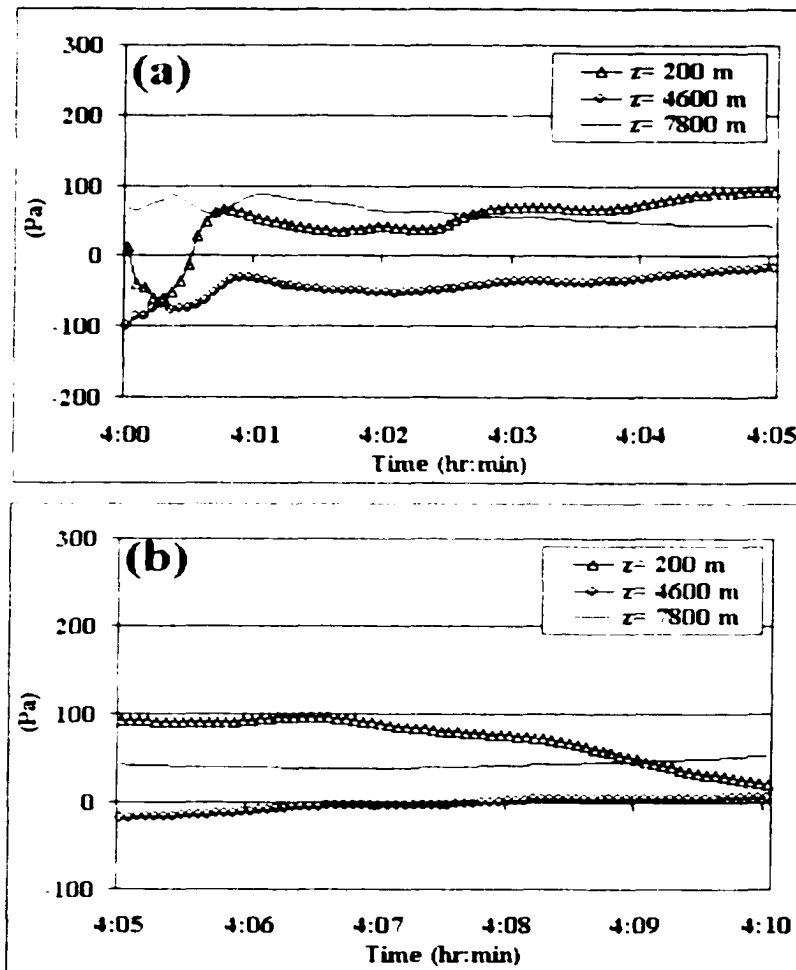 (a)
300
200
100
0
-100
-200
(Pa)
z= 200 m
z= 4600 m
z= 7800 m
4:00 4:01 4:02 4:03 4:04 4:05
Time (hr:min)
(b)
300
200
100
0
-100
(Pa)
z= 200 m
z= 4600 m
z= 7800 m
4:05 4:06 4:07 4:08 4:09 4:10
Time (hr:min)